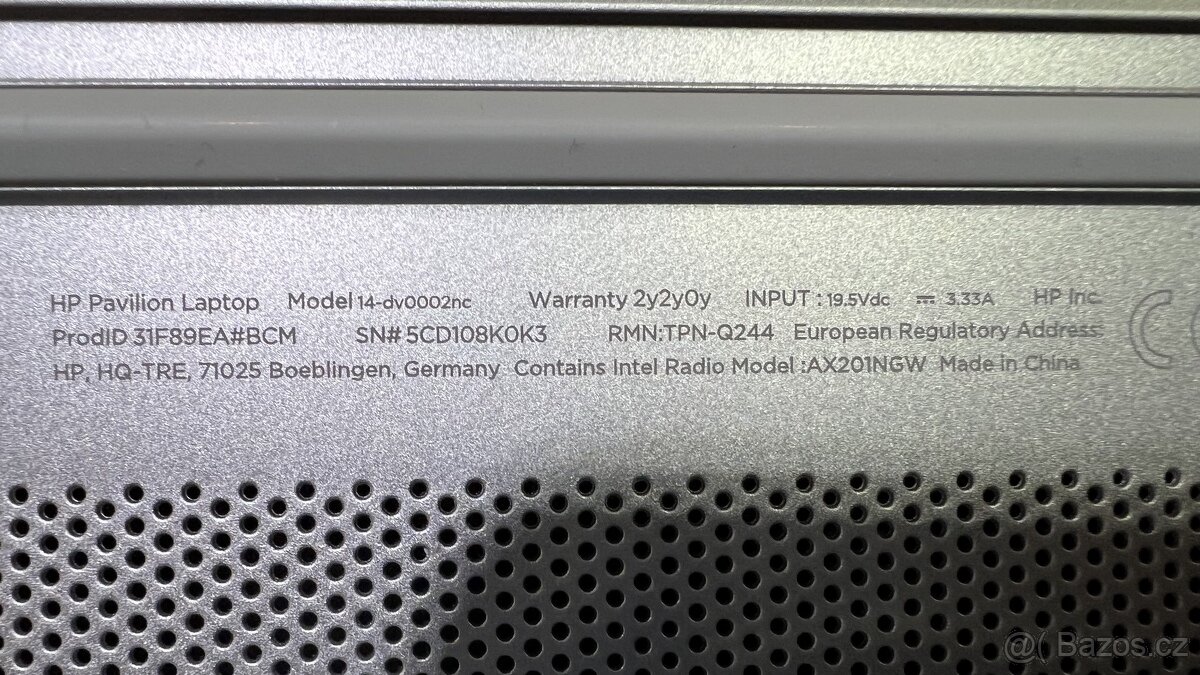 HP Pavilion Laptop Model 14-dv0002nc Warranty 2y2y0y INPUT : 19.5Vdc ⎓ 3.33A HP Inc.
ProdID 31F89EA#BCM SN# 5CD108K0K3 RMN:TPN-Q244 European Regulatory Address:
HP, HQ-TRE, 71025 Boeblingen, Germany Contains Intel Radio Model :AX201NGW Made in China
@( Bazos.cz